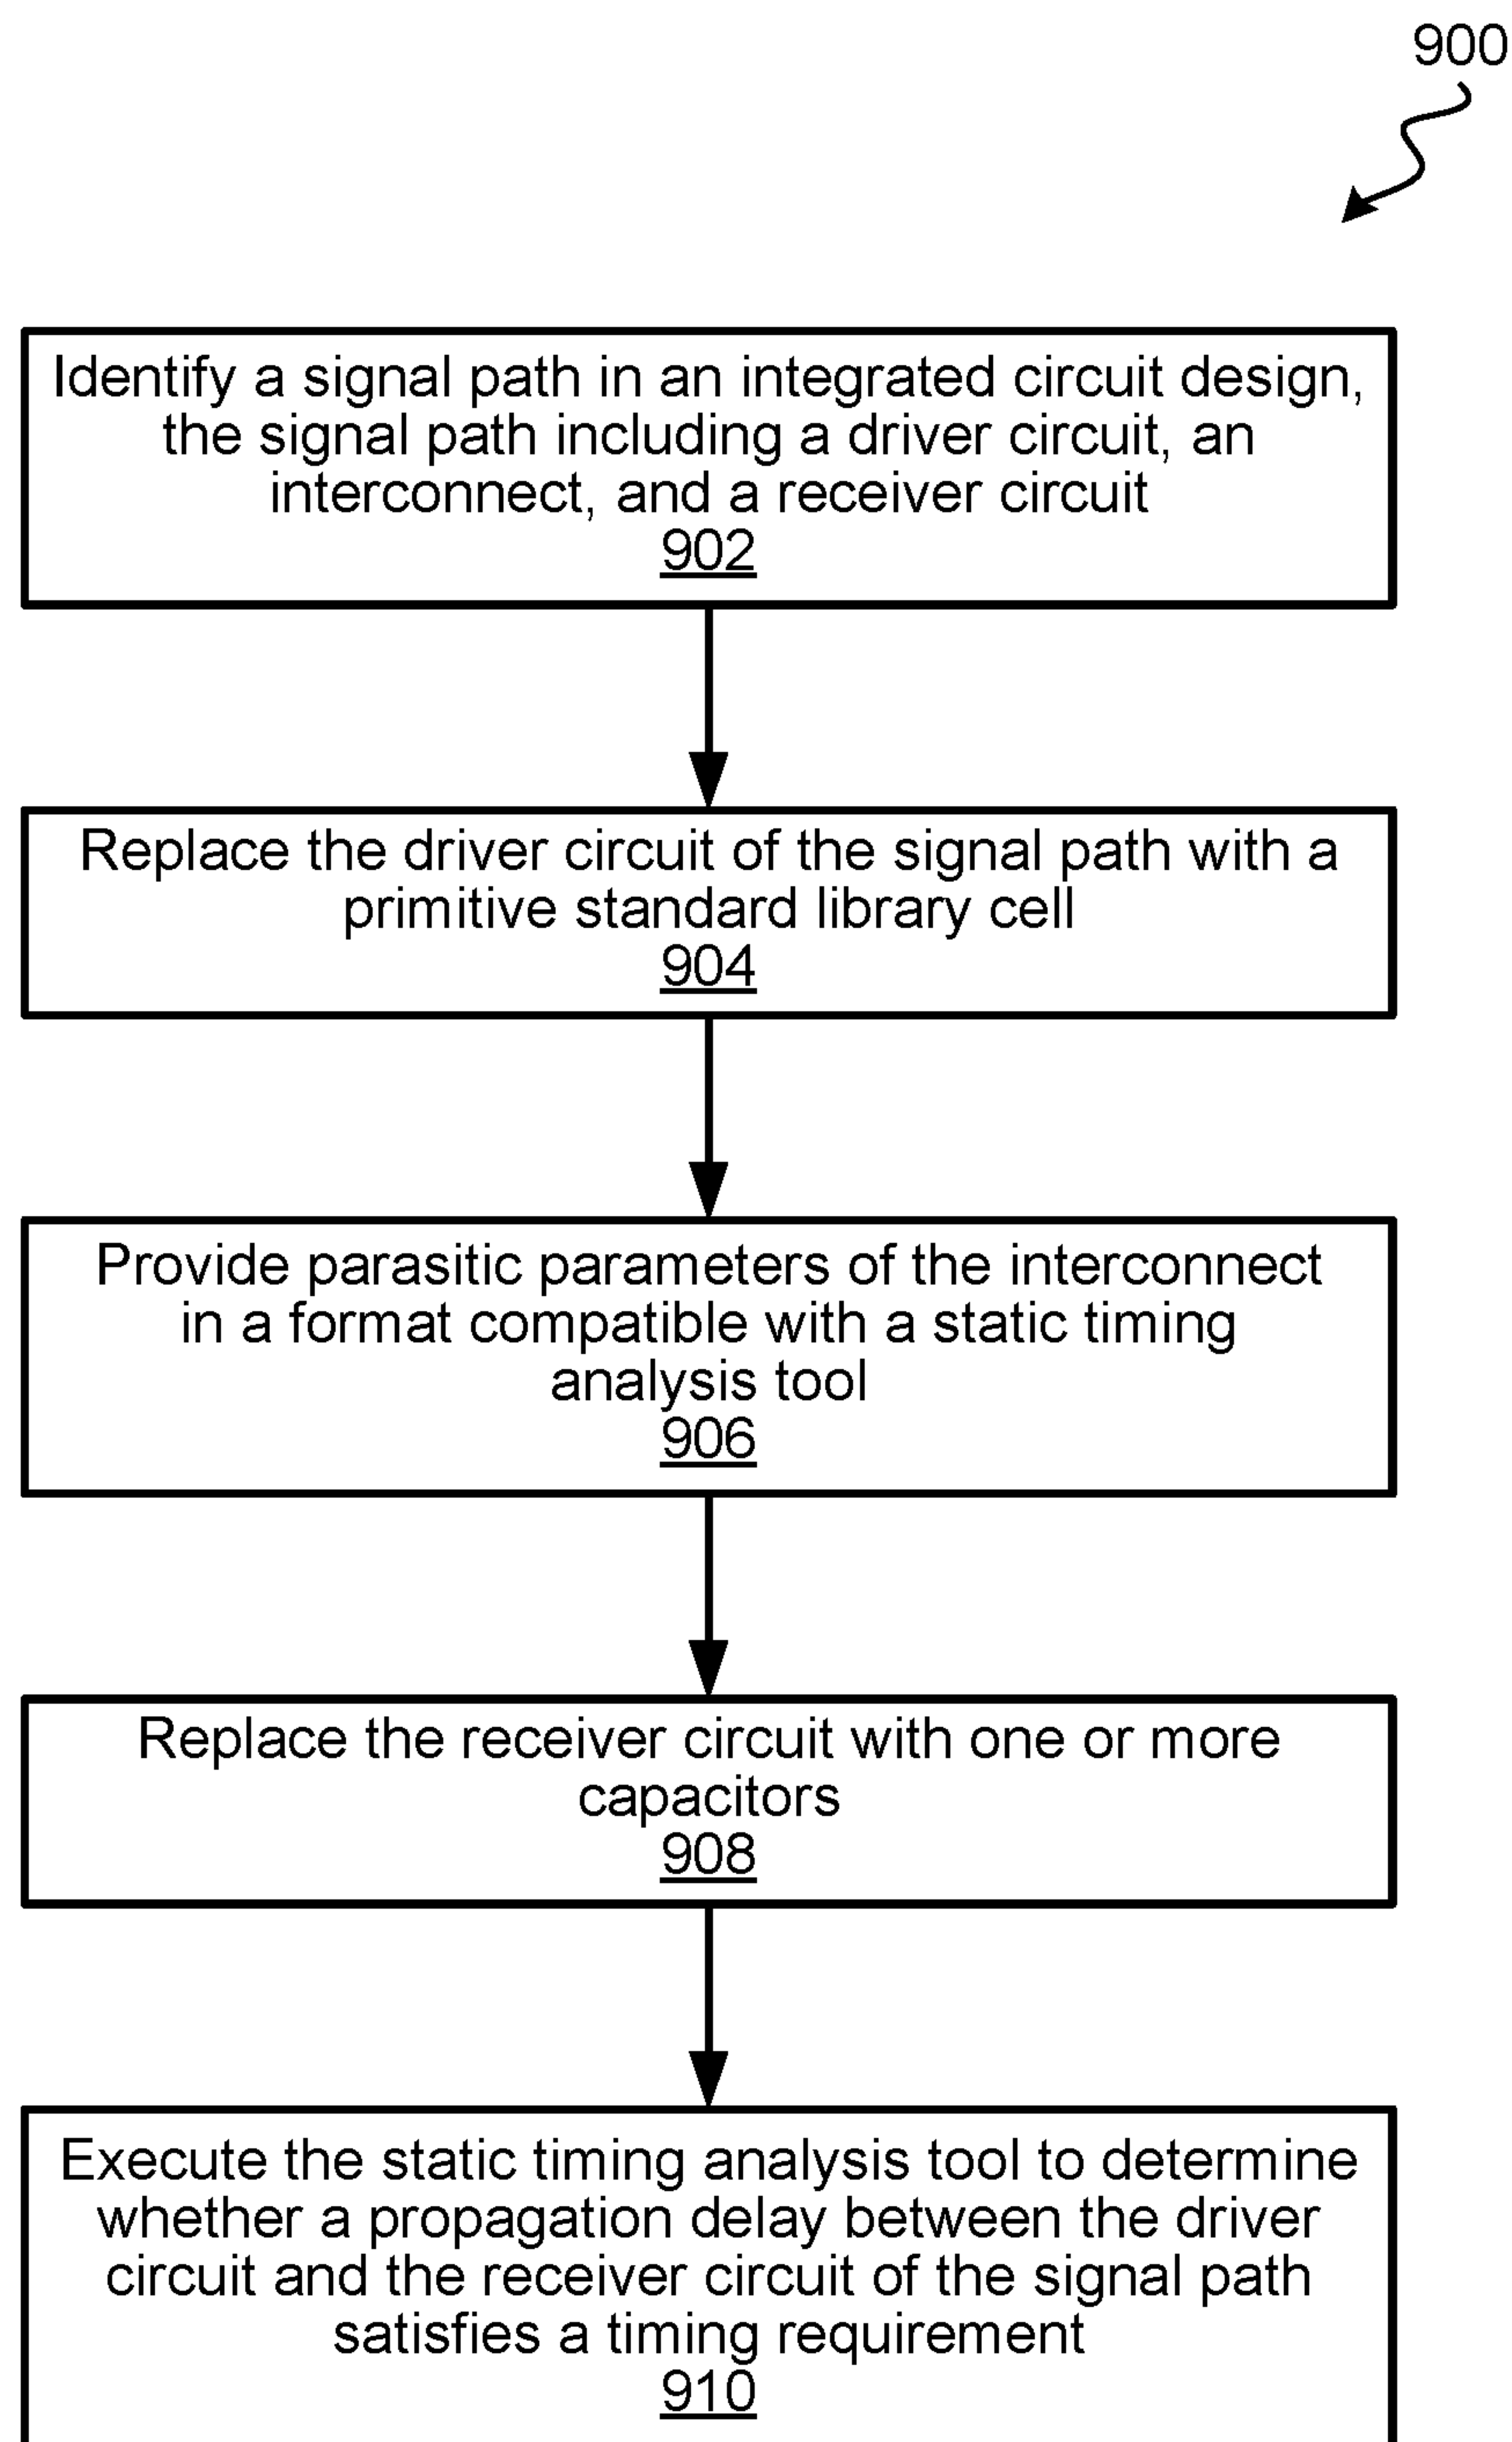 900
Identify a signal path in an integrated circuit design,
the signal path including a driver circuit, an
interconnect, and a receiver circuit
902
Replace the driver circuit of the signal path with a
primitive standard library cell
904
Provide parasitic parameters of the interconnect
in a format compatible with a static timing
analysis tool
906
Replace the receiver circuit with one or more
capacitors
908
Execute the static timing analysis tool to determine
whether a propagation delay between the driver
circuit and the receiver circuit of the signal path
satisfies a timing requirement
910